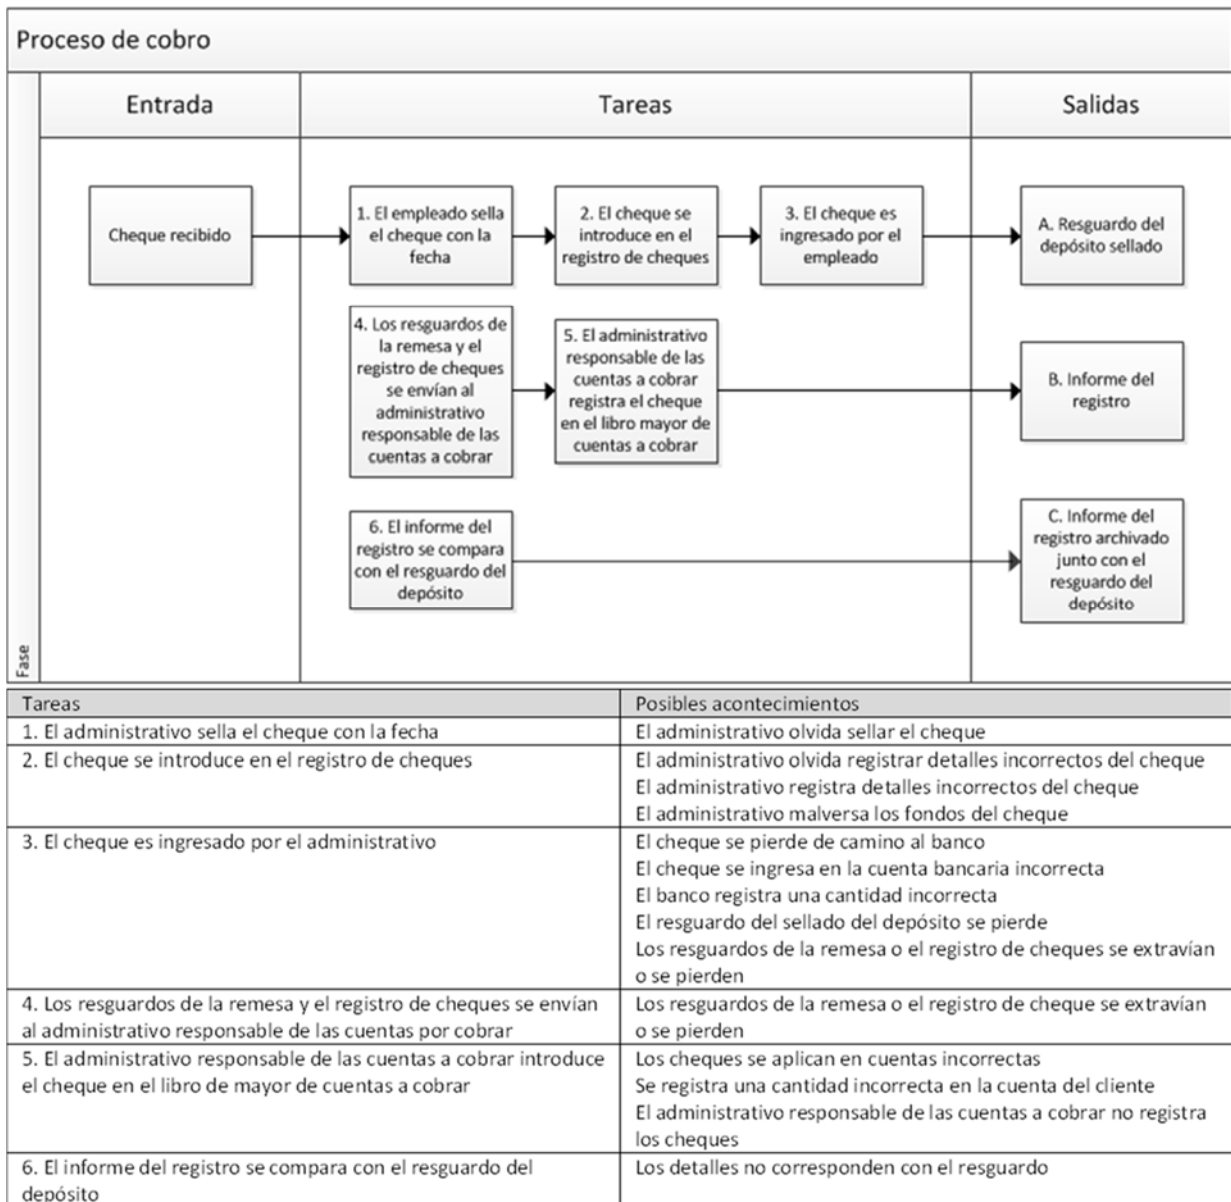 Proceso de cobro
Fase
Entrada
Tareas
Salidas
Cheque recibido
1. El empleado sella
el cheque con la
fecha
2. El cheque se
introduce en el
registro de cheques
3. El cheque es
ingresado por el
empleado
A. Resguardo del
depósito sellado
4. Los resguardos de
la remesa y el
registro de cheques
se envían al
administrativo
responsable de las
cuentas a cobrar
5. El administrativo
responsable de las
cuentas a cobrar
registra el cheque
en el libro mayor de
cuentas a cobrar
B. Informe del
registro
6. El informe del
registro se compara
con el resguardo del
depósito
C. Informe del
registro archivado
junto con el
resguardo del
depósito
Tareas
Posibles acontecimientos
1. El administrativo sella el cheque con la fecha
El administrativo olvida sellar el cheque
2. El cheque se introduce en el registro de cheques
El administrativo olvida registrar detalles incorrectos del cheque
El administrativo registra detalles incorrectos del cheque
El administrativo malversa los fondos del cheque
3. El cheque es ingresado por el administrativo
El cheque se pierde de camino al banco
El cheque se ingresa en la cuenta bancaria incorrecta
El banco registra una cantidad incorrecta
El resguardo del sellado del depósito se pierde
Los resguardos de la remesa o el registro de cheques se extravían
o se pierden
4. Los resguardos de la remesa y el registro de cheques se envían
al administrativo responsable de las cuentas por cobrar
Los resguardos de la remesa o el registro de cheque se extravían
o se pierden
5. El administrativo responsable de las cuentas a cobrar introduce
el cheque en el libro de mayor de cuentas a cobrar
Los cheques se aplican en cuentas incorrectas
Se registra una cantidad incorrecta en la cuenta del cliente
El administrativo responsable de las cuentas a cobrar no registra
los cheques
6. El informe del registro se compara con el resguardo del
depósito
Los detalles no corresponden con el resguardo